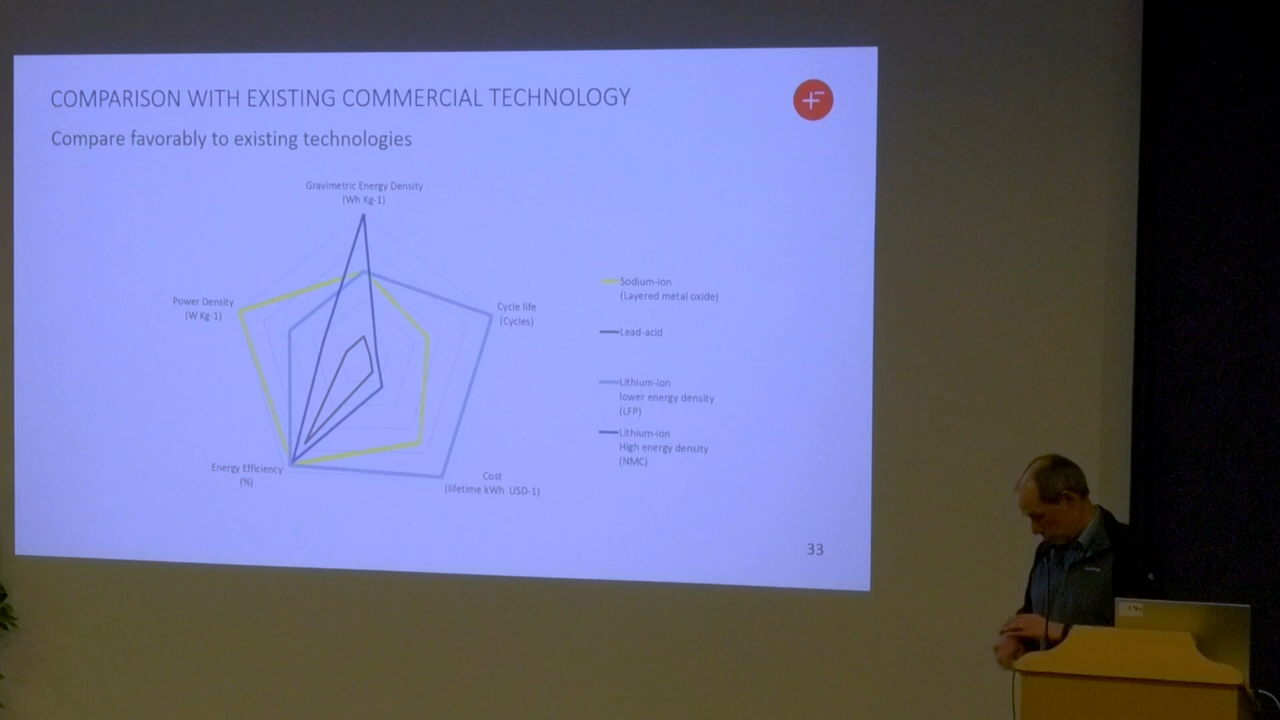 COMPARISON WITH EXISTING COMMERCIAL TECHNOLOGY
Compare favorably to existing technologies
Gravimetric Energy Density
(Wh Kg-1)
Power Density
(W Kg-1)
Cycle life
(Cycles)
Energy Efficiency
(%)
Cost
(lifetime kWh USD-1)
Sodium-ion
(Layered metal oxide)
Lead-acid
Lithium-ion
lower energy density
(LFP)
Lithium-ion
High energy density
(NMC)
33